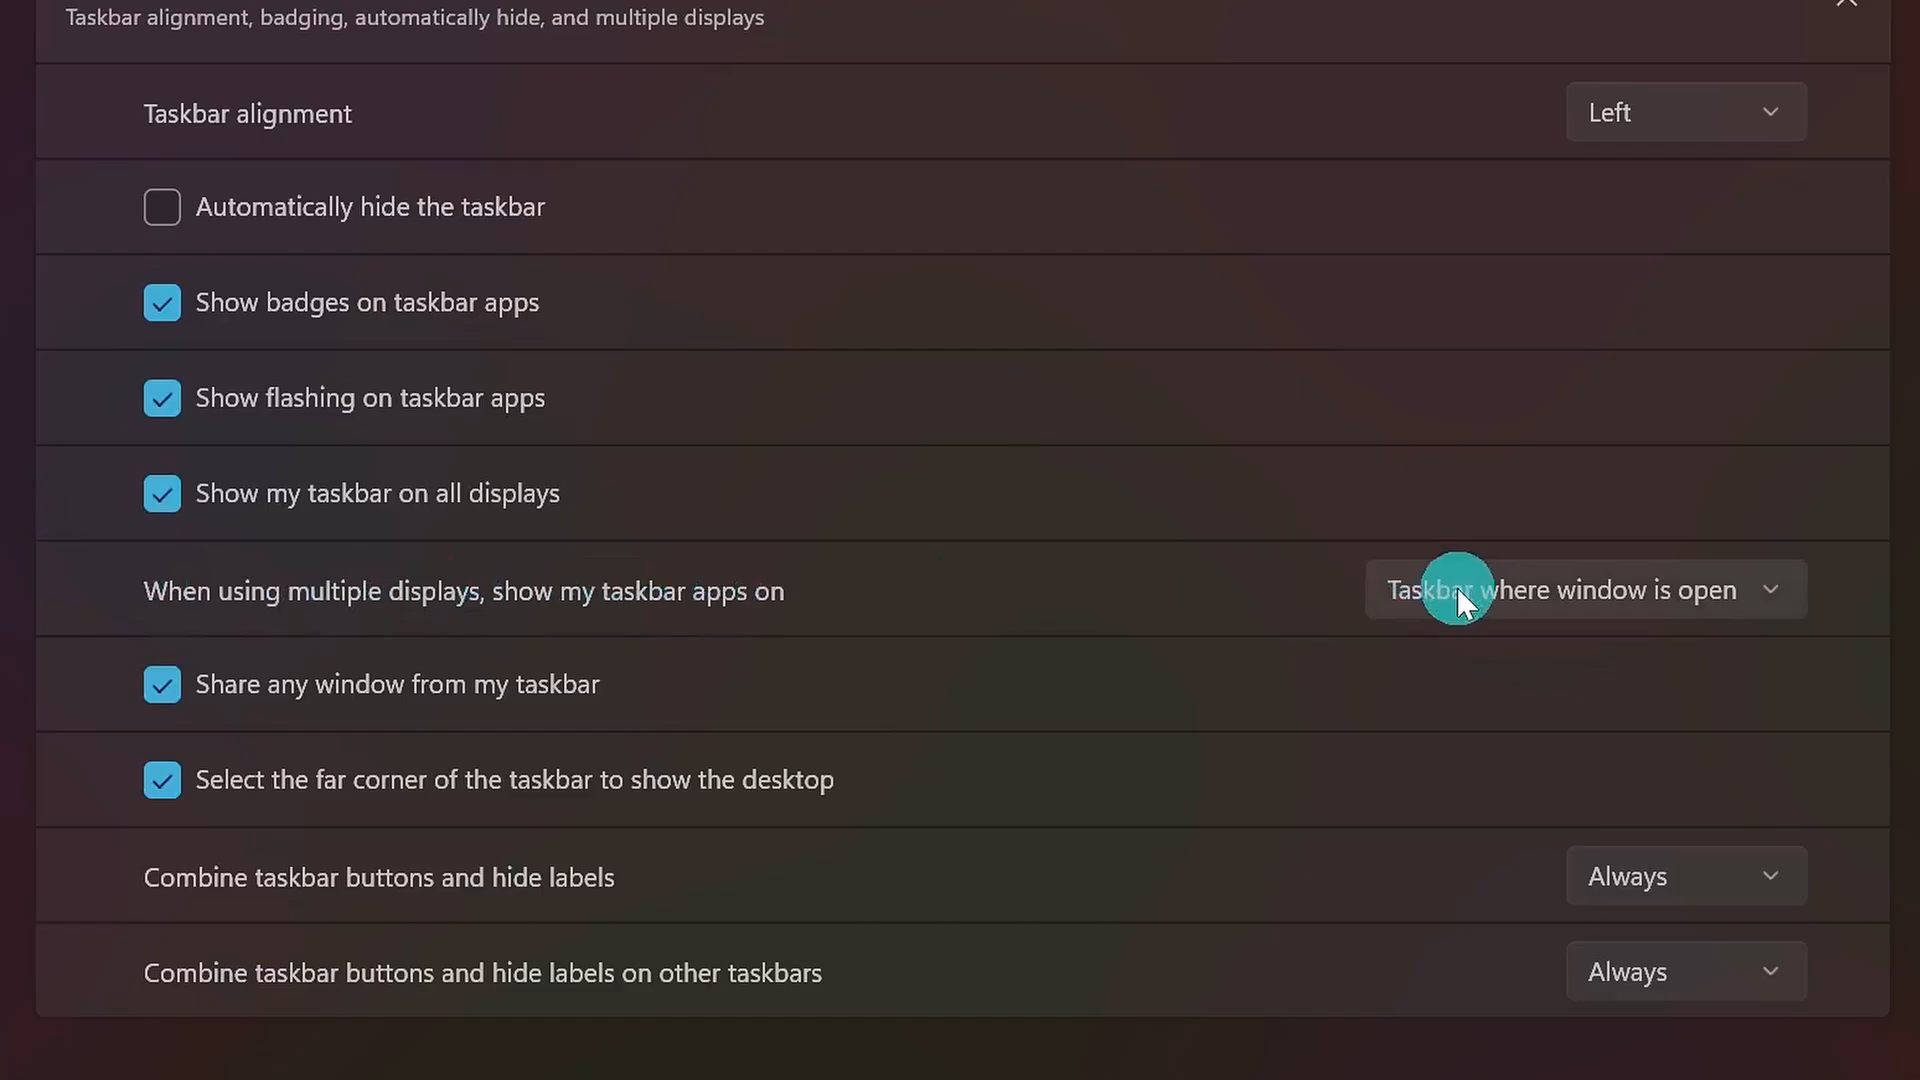 Taskbar alignment, badging, automatically hide, and multiple displays
Taskbar alignment
Left
Automatically hide the taskbar
Show badges on taskbar apps
Show flashing on taskbar apps
Show my taskbar on all displays
When using multiple displays, show my taskbar apps on
Taskbar where window is open
Share any window from my taskbar
Select the far corner of the taskbar to show the desktop
Combine taskbar buttons and hide labels
Always
Combine taskbar buttons and hide labels on other taskbars
Always